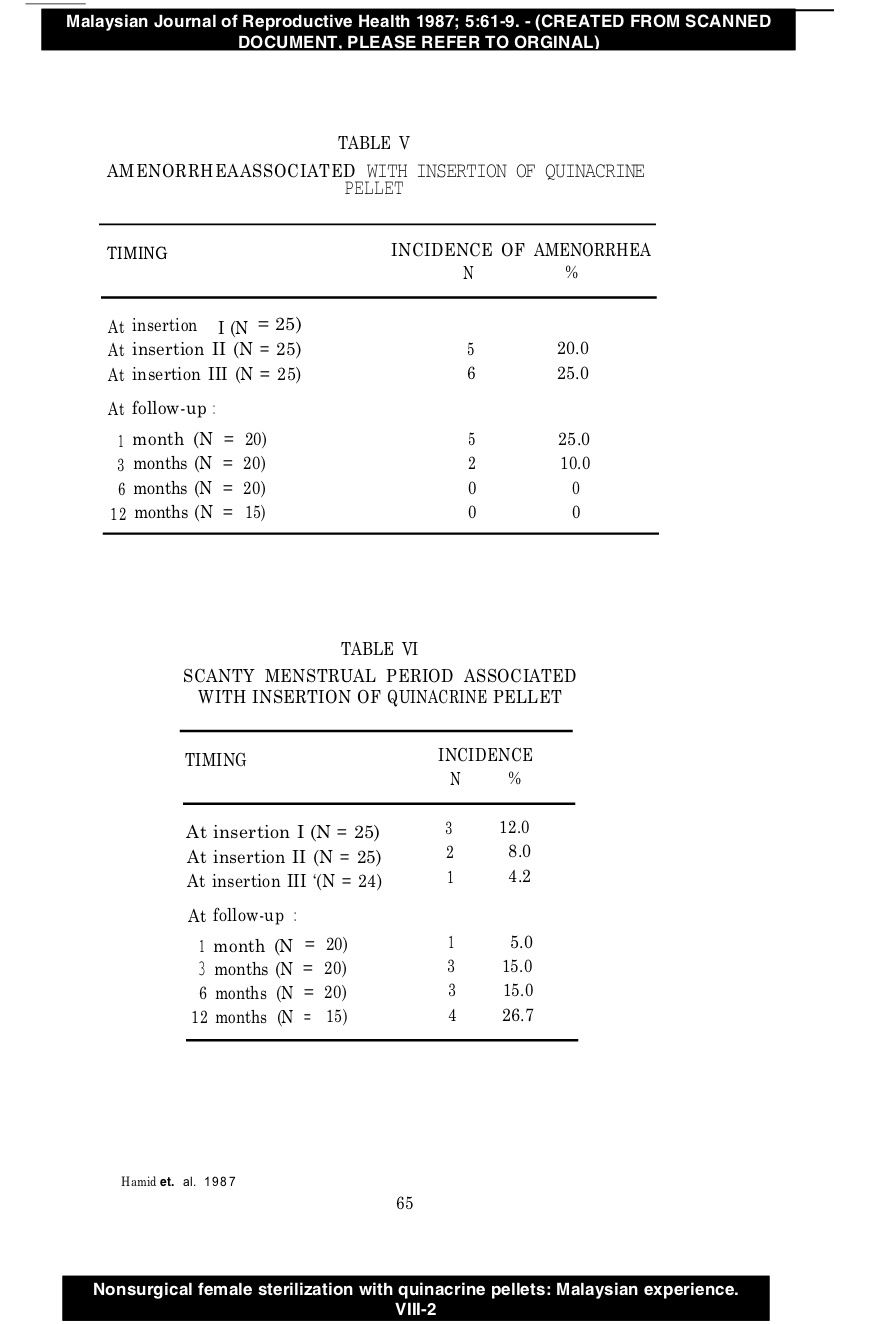 Malaysian Journal of Reproductive Health 1987; 5:61-9. - (CREATED FROM SCANNED
DOCUMENT, PLEASE REFER TO ORGINAL)
TABLE V
AMENORRHEAASSOCIATED WITH INSERTION OF QUINACRINE
PELLET
TIMING INCIDENCE OF AMENORRHEA
N %
At insertion I (N = 25)
At insertion II (N = 25) 5 20.0
At insertion III (N = 25) 6 25.0
At follow-up :
1 month (N = 20) 5 25.0
3 months (N = 20) 2 10.0
6 months (N = 20) 0 0
12 months (N = 15) 0 0
TABLE VI
SCANTY MENSTRUAL PERIOD ASSOCIATED
WITH INSERTION OF QUINACRINE PELLET
TIMING INCIDENCE
N %
At insertion I (N = 25) 3 12.0
At insertion II (N = 25) 2 8.0
At insertion III ‘(N = 24) 1 4.2
At follow-up :
1 month (N = 20) 1 5.0
3 months (N = 20) 3 15.0
6 months (N = 20) 3 15.0
12 months (N = 15) 4 26.7
Hamid et. al. 1987
65
Nonsurgical female sterilization with quinacrine pellets: Malaysian experience.
VIII-2